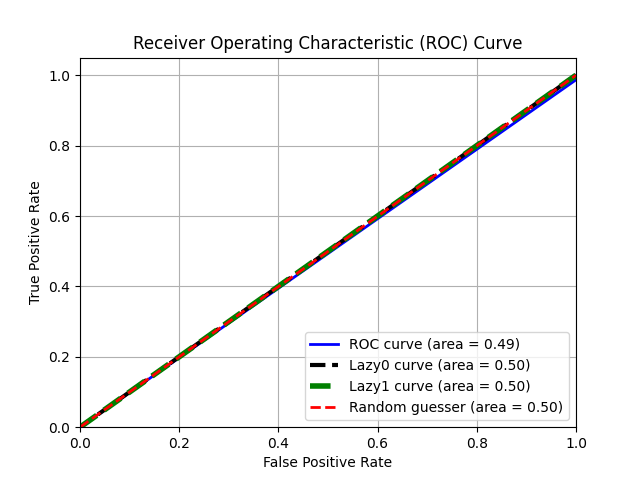 Receiver Operating Characteristic (ROC) Curve
True Positive Rate
1.0
0.8
0.6
0.4
0.2
0.0
ROC curve (area = 0.49)
Lazy0 curve (area = 0.50)
Lazy1 curve (area = 0.50)
Random guesser (area = 0.50)
0.0 0.2 0.4 0.6 0.8 1.0
False Positive Rate